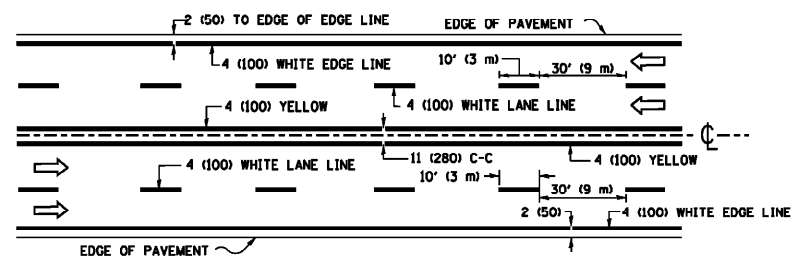 2 (50) TO EDGE OF EDGE LINE
EDGE OF PAVEMENT
4 (100) WHITE EDGE LINE
10' (3 m)
30' (9 m)
4 (100) YELLOW
4 (100) WHITE LANE LINE
℄
4 (100) WHITE LANE LINE
11 (280) C-C
4 (100) YELLOW
10' (3 m)
30' (9 m)
2 (50)
4 (100) WHITE EDGE LINE
EDGE OF PAVEMENT